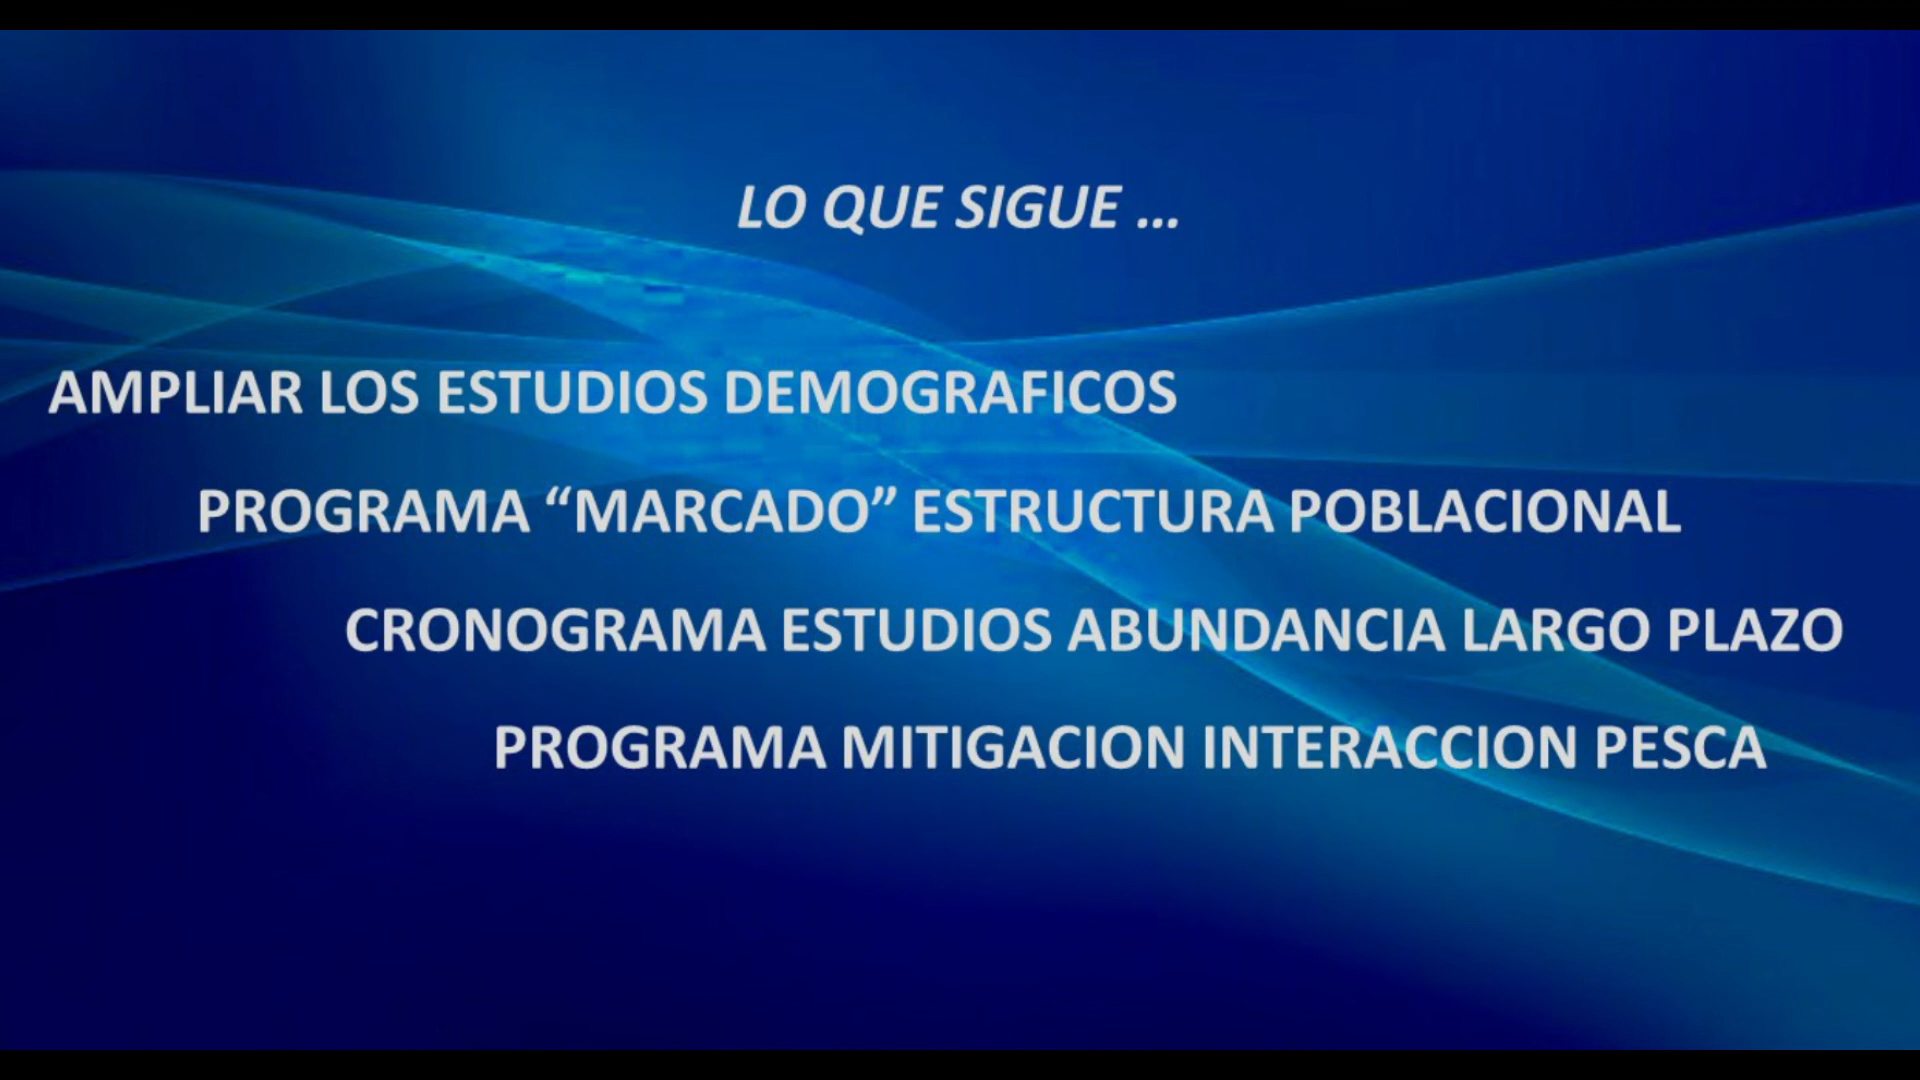 LO QUE SIGUE ...
AMPLIAR LOS ESTUDIOS DEMOGRAFICOS
PROGRAMA “MARCADO” ESTRUCTURA POBLACIONAL
CRONOGRAMA ESTUDIOS ABUNDANCIA LARGO PLAZO
PROGRAMA MITIGACION INTERACCION PESCA